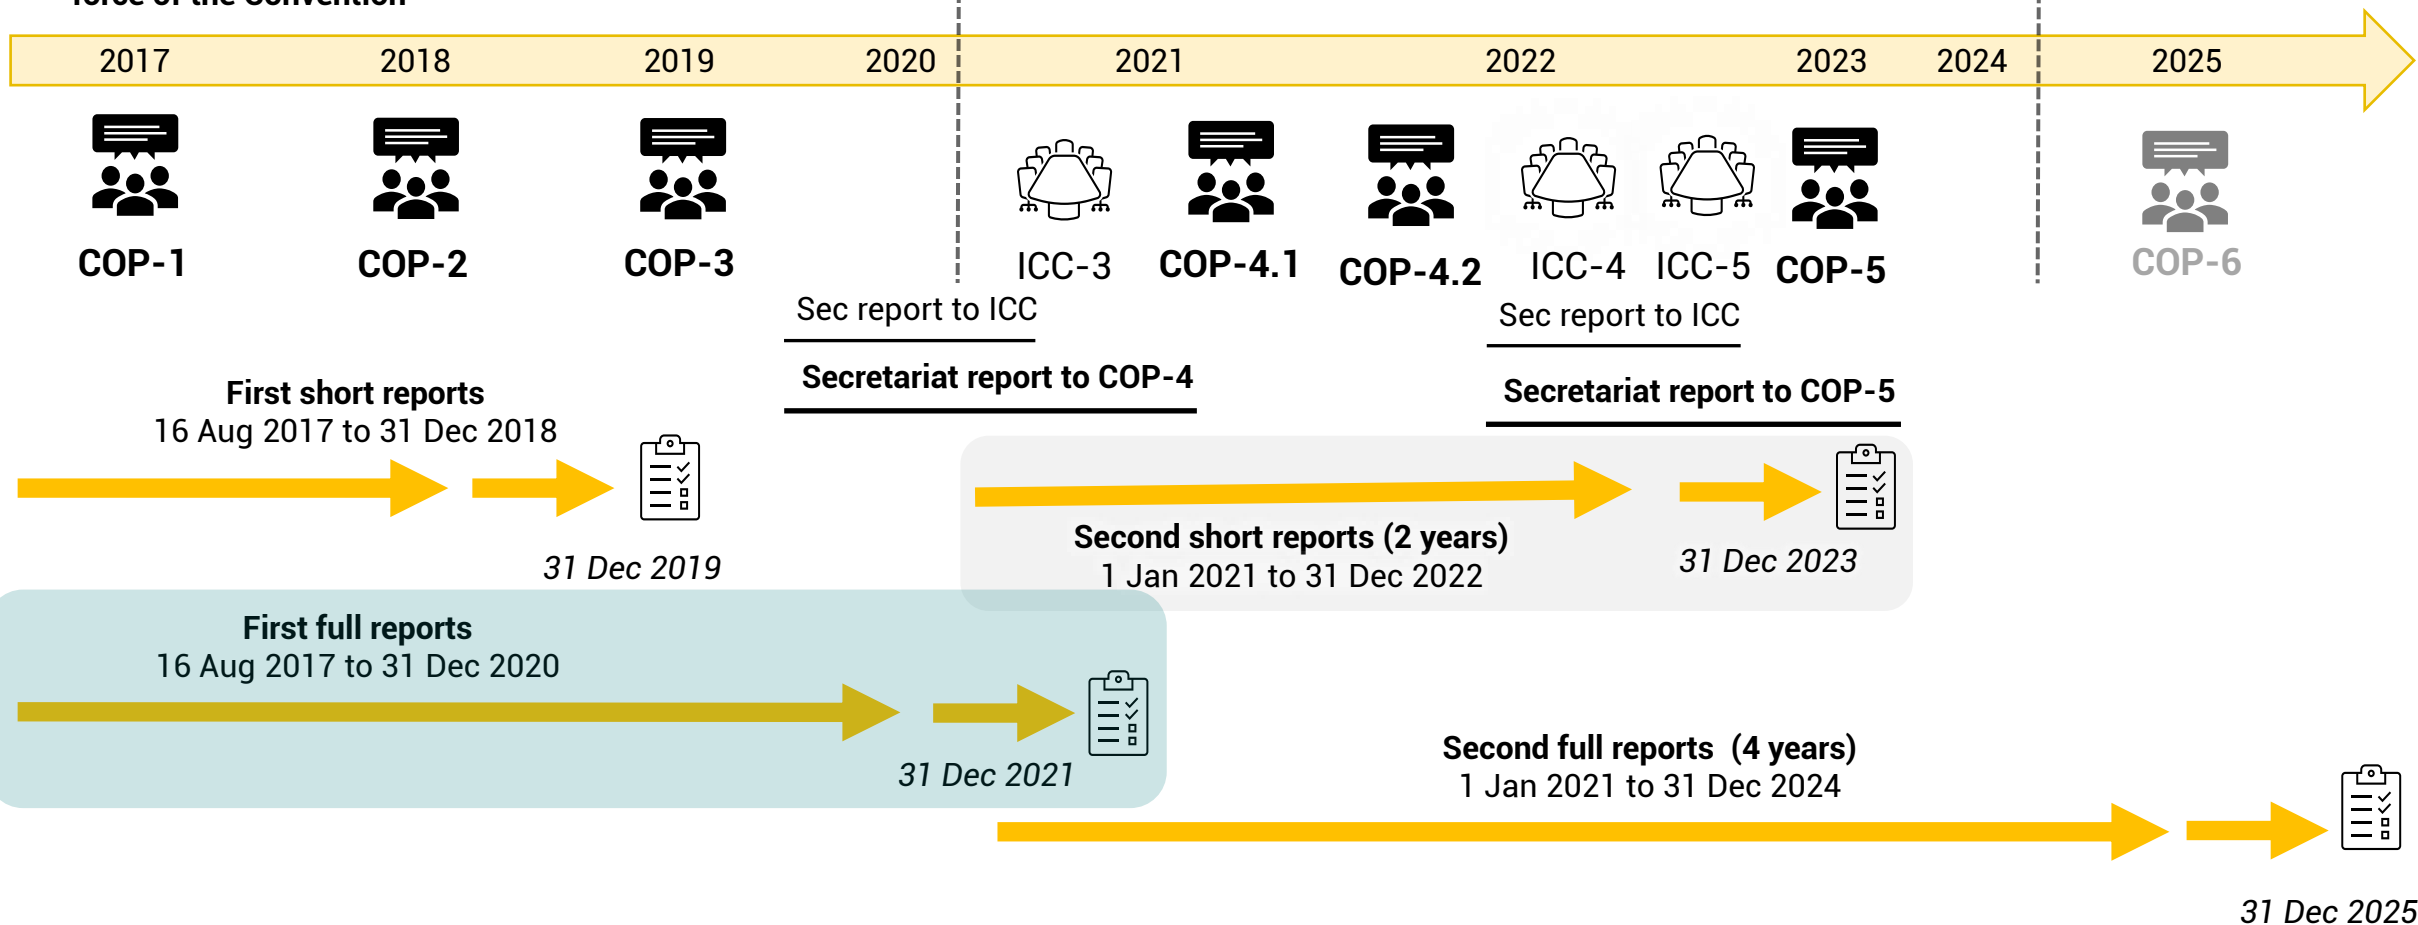 force of the Convention
2017 2018 2019 2020 2021 2022 2023 2024 2025
COP-1 COP-2 COP-3 ICC-3 COP-4.1 COP-4.2 ICC-4 ICC-5 COP-5 COP-6
Sec report to ICC
Sec report to ICC
Secretariat report to COP-4
Secretariat report to COP-5
First short reports
16 Aug 2017 to 31 Dec 2018
31 Dec 2019
Second short reports (2 years)
1 Jan 2021 to 31 Dec 2022
31 Dec 2023
First full reports
16 Aug 2017 to 31 Dec 2020
31 Dec 2021
Second full reports (4 years)
1 Jan 2021 to 31 Dec 2024
31 Dec 2025